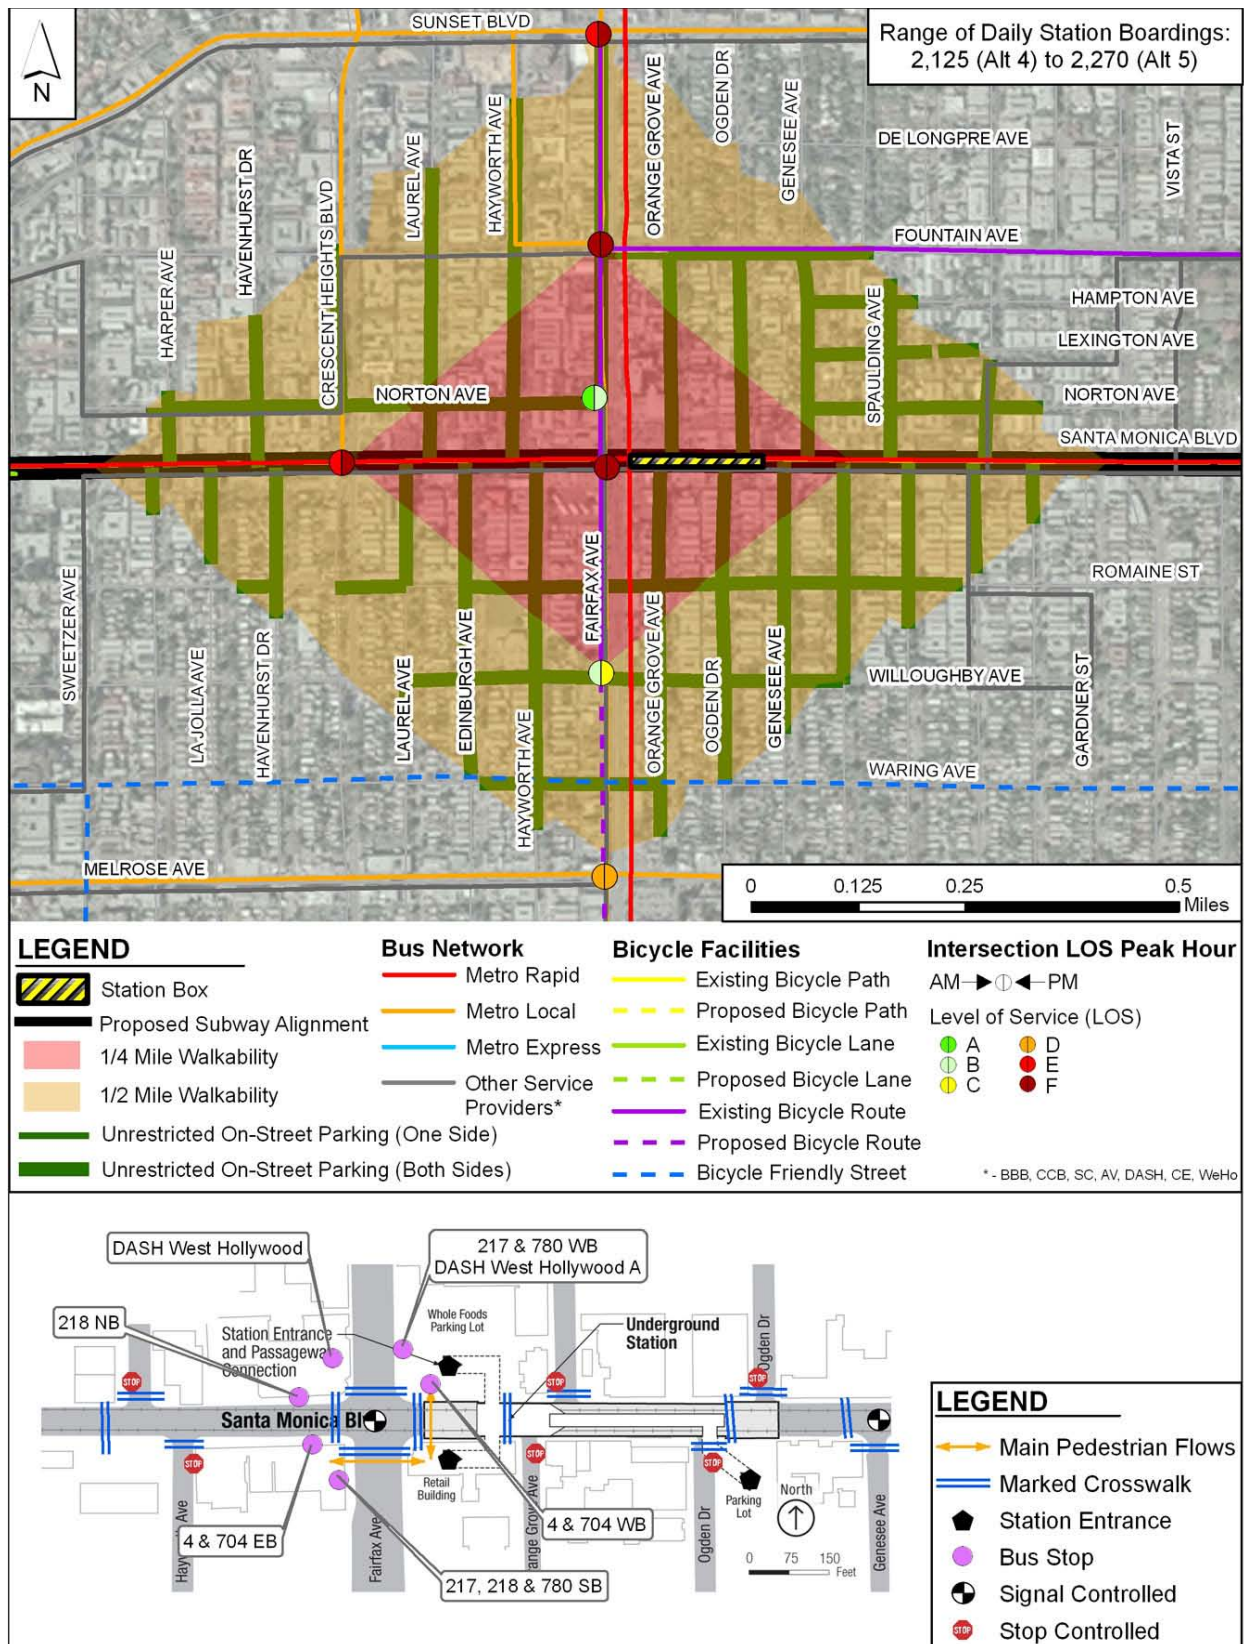 SUNSET BLVD
Range of Daily Station Boardings:
2,125 (Alt 4) to 2,270 (Alt 5)
N
HARPER AVE
HAVENHURST DR
CRESCENT HEIGHTS BLVD
LAUREL AVE
HAYWORTH AVE
ORANGE GROVE AVE
OGDEN DR
GENESEE AVE
DE LONGPRE AVE
VISTA ST
FOUNTAIN AVE
HAMPTON AVE
LEXINGTON AVE
SPAULDING AVE
NORTON AVE
NORTON AVE
SANTA MONICA BLVD
SWEETZER AVE
LA JOLLA AVE
HAVENHURST DR
LAUREL AVE
EDINBURGH AVE
HAYWORTH AVE
FAIRFAX AVE
ORANGE GROVE AVE
OGDEN DR
GENESEE AVE
ROMAINE ST
WILLOUGHBY AVE
GARDNER ST
WARING AVE
MELROSE AVE
0 0.125 0.25 0.5
Miles
LEGEND
Station Box
Proposed Subway Alignment
1/4 Mile Walkability
1/2 Mile Walkability
Unrestricted On-Street Parking (One Side)
Unrestricted On-Street Parking (Both Sides)
Bus Network
Metro Rapid
Metro Local
Metro Express
Other Service
Providers*
Bicycle Facilities
Existing Bicycle Path
Proposed Bicycle Path
Existing Bicycle Lane
Proposed Bicycle Lane
Existing Bicycle Route
Proposed Bicycle Route
Bicycle Friendly Street
Intersection LOS Peak Hour
AM PM
Level of Service (LOS)
A D
B E
C F
* - BBB, CCB, SC, AV, DASH, CE, WeHo
DASH West Hollywood
217 & 780 WB
DASH West Hollywood A
218 NB
Whole Foods
Parking Lot
Station Entrance
and Passageway
Connection
Underground
Station
Ogden Dr
STOP
STOP
STOP
Santa Monica Bl
STOP
STOP
STOP
Retail
Building
Parking
Lot
North
4 & 704 EB
4 & 704 WB
217, 218 & 780 SB
Hay Ave
Fairfax Ave
ange Grove Ave
Ogden Dr
Genesee Ave
0 75 150
Feet
LEGEND
Main Pedestrian Flows
Marked Crosswalk
Station Entrance
Bus Stop
Signal Controlled
STOP Stop Controlled